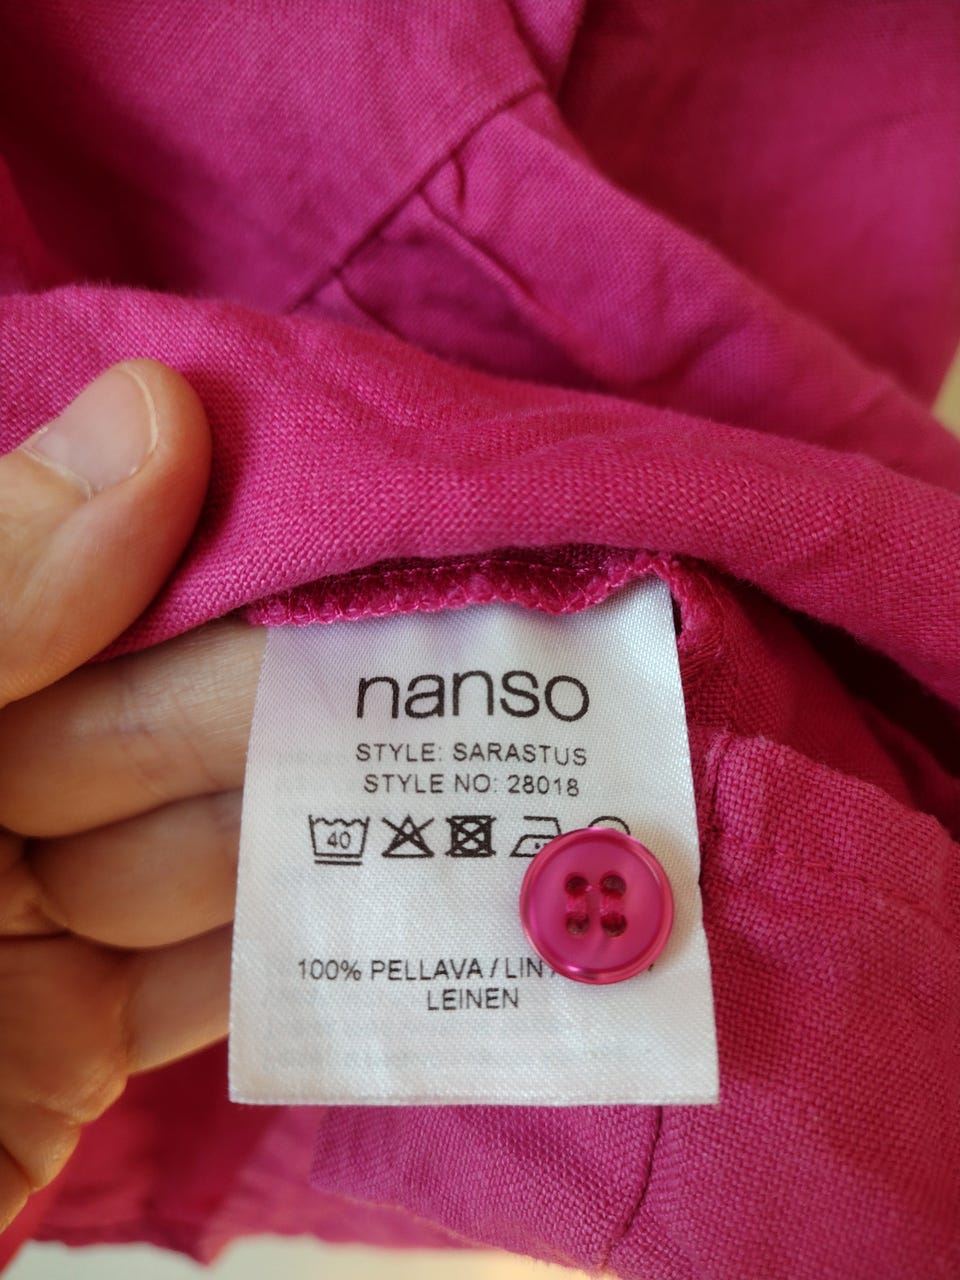 nanso
STYLE: SARASTUS
STYLE NO: 28018
40
100% PELLAVA / LIN /
LEINEN